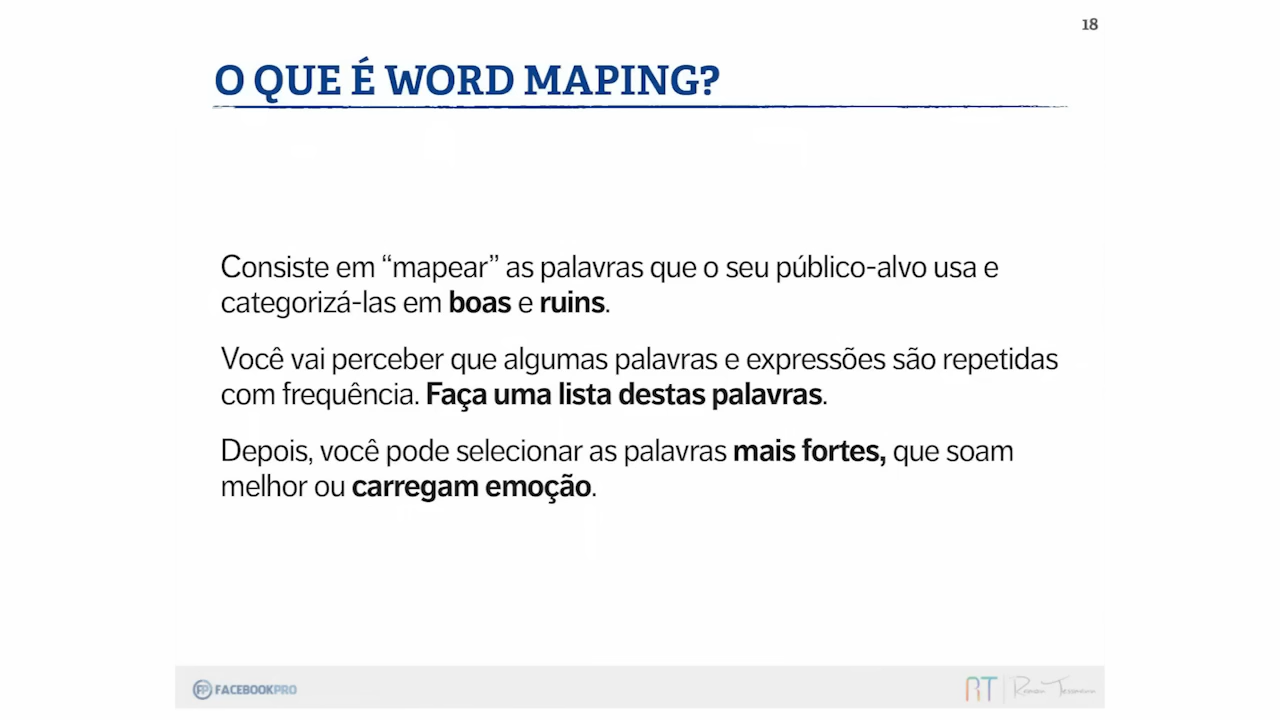 18
O QUE É WORD MAPING?
Consiste em “mapear” as palavras que o seu público-alvo usa e
categorizá-las em boas e ruins.
Você vai perceber que algumas palavras e expressões são repetidas
com frequência. Faça uma lista destas palavras.
Depois, você pode selecionar as palavras mais fortes, que soam
melhor ou carregam emoção.
FP FACEBOOKPRO
RT